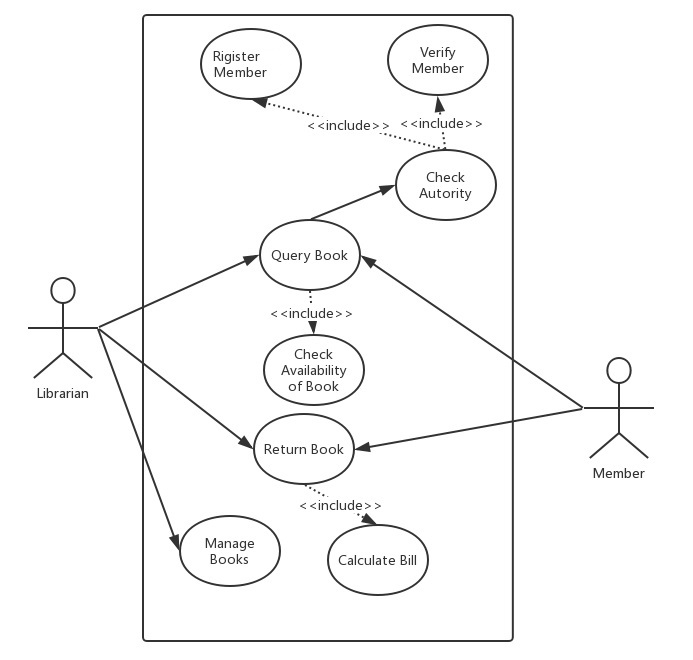 Rigister
Member
Verify
Member
<<include>>
<<include>>
Check
Autority
Query Book
<<include>>
Check
Availability
of Book
Librarian
Return Book
Member
<<include>>
Manage
Books
Calculate Bill